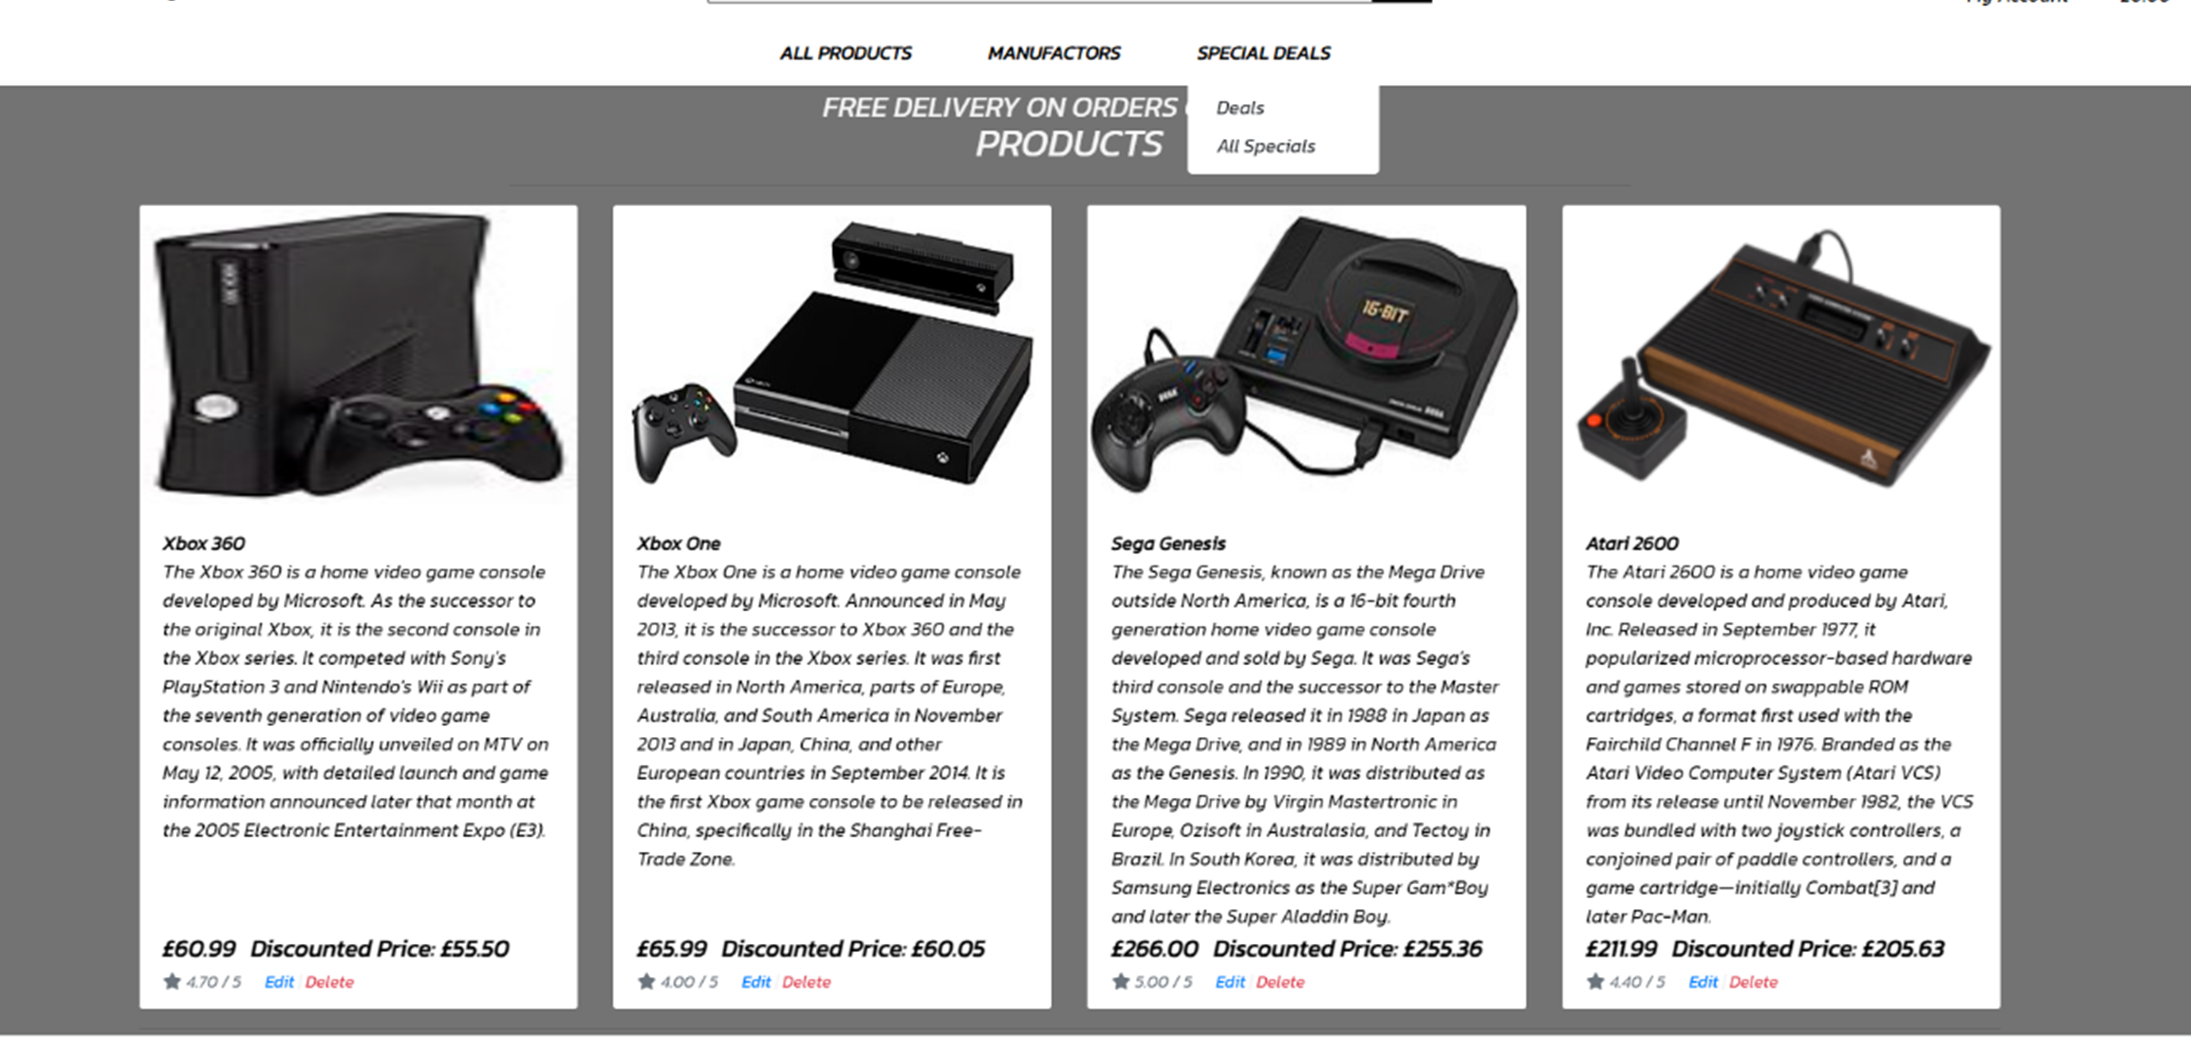 My Account
ALL PRODUCTS MANUFACTORS SPECIAL DEALS
FREE DELIVERY ON ORDERS
Deals
PRODUCTS
All Specials
16-BIT
SEGA
Xbox 360
The Xbox 360 is a home video game console
developed by Microsoft. As the successor to
the original Xbox, it is the second console in
the Xbox series. It competed with Sony's
PlayStation 3 and Nintendo's Wii as part of
the seventh generation of video game
consoles. It was officially unveiled on MTV on
May 12, 2005, with detailed launch and game
information announced later that month at
the 2005 Electronic Entertainment Expo (E3).
£60.99 Discounted Price: £55.50
4.70 / 5 Edit Delete
Xbox One
The Xbox One is a home video game console
developed by Microsoft. Announced in May
2013, it is the successor to Xbox 360 and the
third console in the Xbox series. It was first
released in North America, parts of Europe,
Australia, and South America in November
2013 and in Japan, China, and other
European countries in September 2014. It is
the first Xbox game console to be released in
China, specifically in the Shanghai Free-
Trade Zone.
£65.99 Discounted Price: £60.05
4.00 / 5 Edit Delete
Sega Genesis
The Sega Genesis, known as the Mega Drive
outside North America, is a 16-bit fourth
generation home video game console
developed and sold by Sega. It was Sega's
third console and the successor to the Master
System. Sega released it in 1988 in Japan as
the Mega Drive, and in 1989 in North America
as the Genesis. In 1990, it was distributed as
the Mega Drive by Virgin Mastertronic in
Europe, Ozisoft in Australasia, and Tectoy in
Brazil. In South Korea, it was distributed by
Samsung Electronics as the Super Gam*Boy
and later the Super Aladdin Boy.
£266.00 Discounted Price: £255.36
5.00 / 5 Edit Delete
Atari 2600
The Atari 2600 is a home video game
console developed and produced by Atari,
Inc. Released in September 1977, it
popularized microprocessor-based hardware
and games stored on swappable ROM
cartridges, a format first used with the
Fairchild Channel F in 1976. Branded as the
Atari Video Computer System (Atari VCS)
from its release until November 1982, the VCS
was bundled with two joystick controllers, a
conjoined pair of paddle controllers, and a
game cartridge—initially Combat[3] and
later Pac-Man.
£211.99 Discounted Price: £205.63
4.40 / 5 Edit Delete